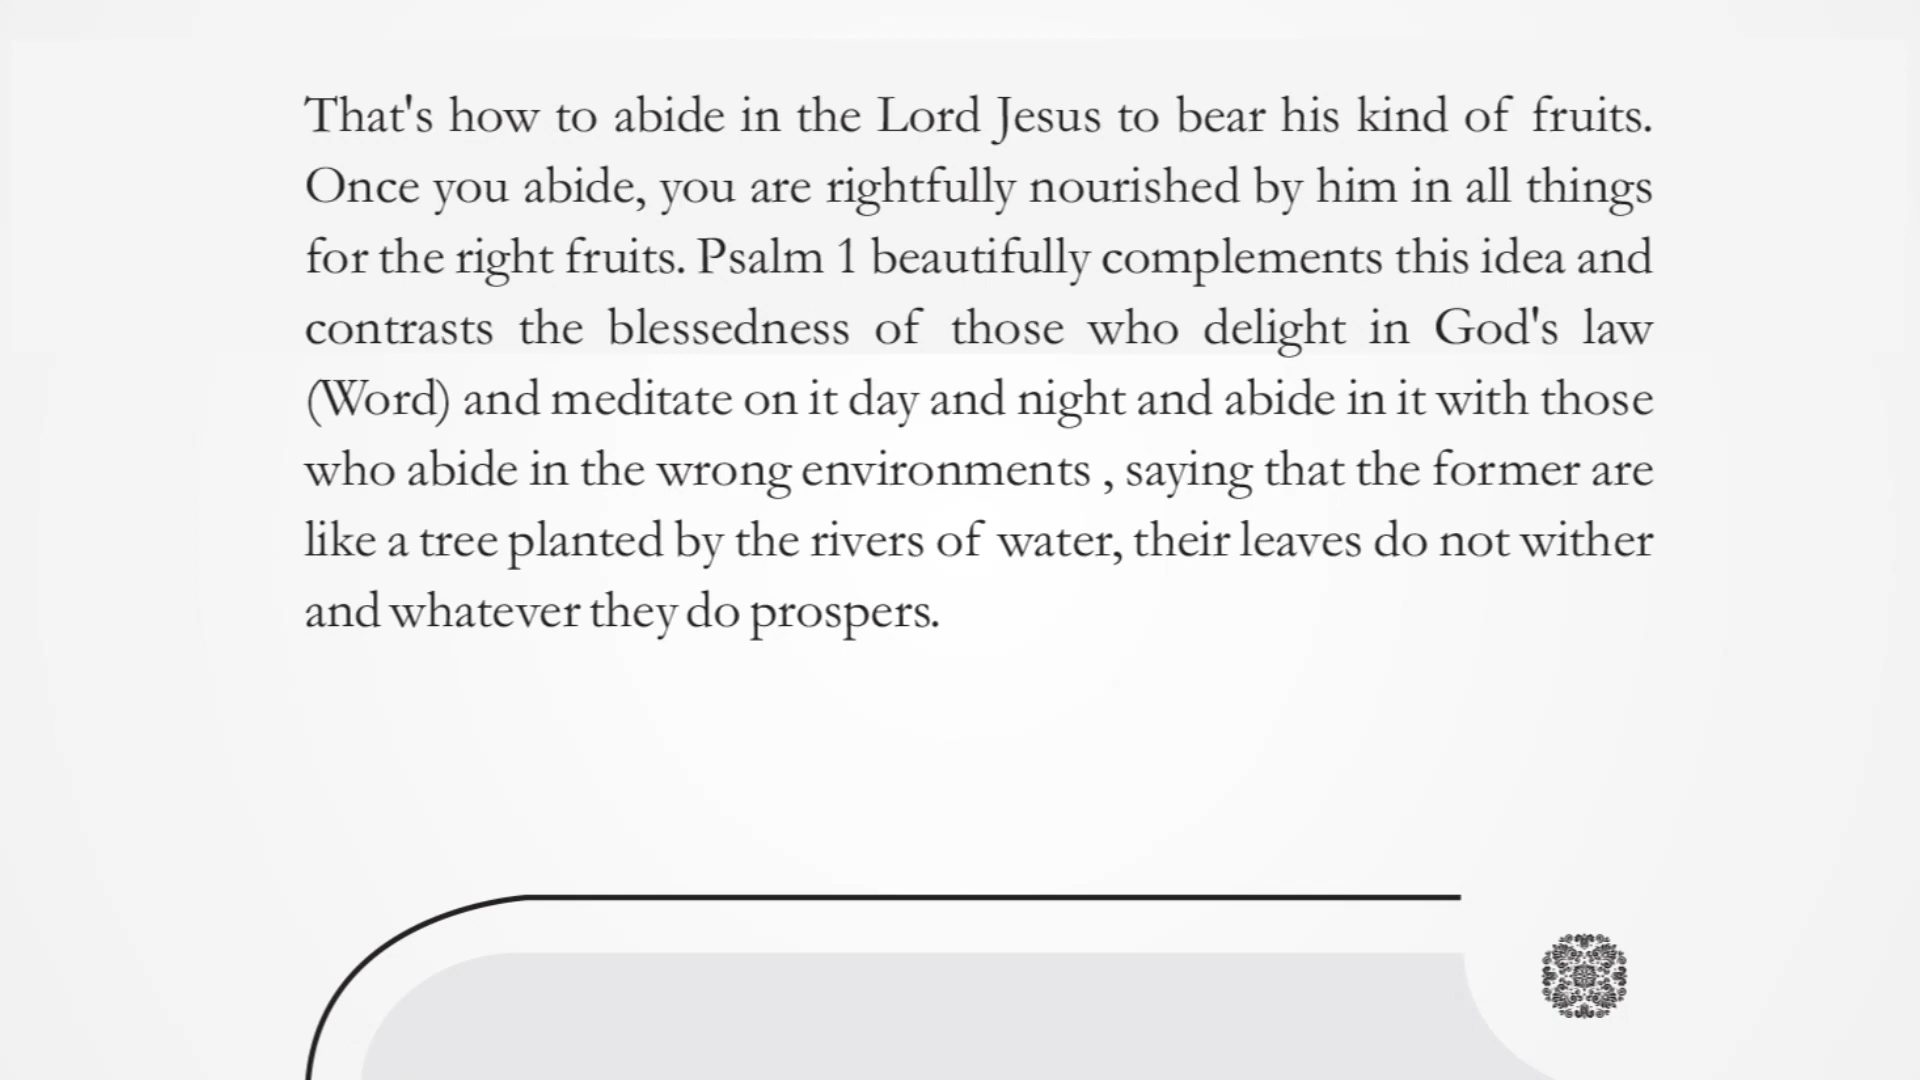 That's how to abide in the Lord Jesus to bear his kind of fruits.
Once you abide, you are rightfully nourished by him in all things
for the right fruits. Psalm 1 beautifully complements this idea and
contrasts the blessedness of those who delight in God's law
(Word) and meditate on it day and night and abide in it with those
who abide in the wrong environments , saying that the former are
like a tree planted by the rivers of water, their leaves do not wither
and whatever they do prospers.